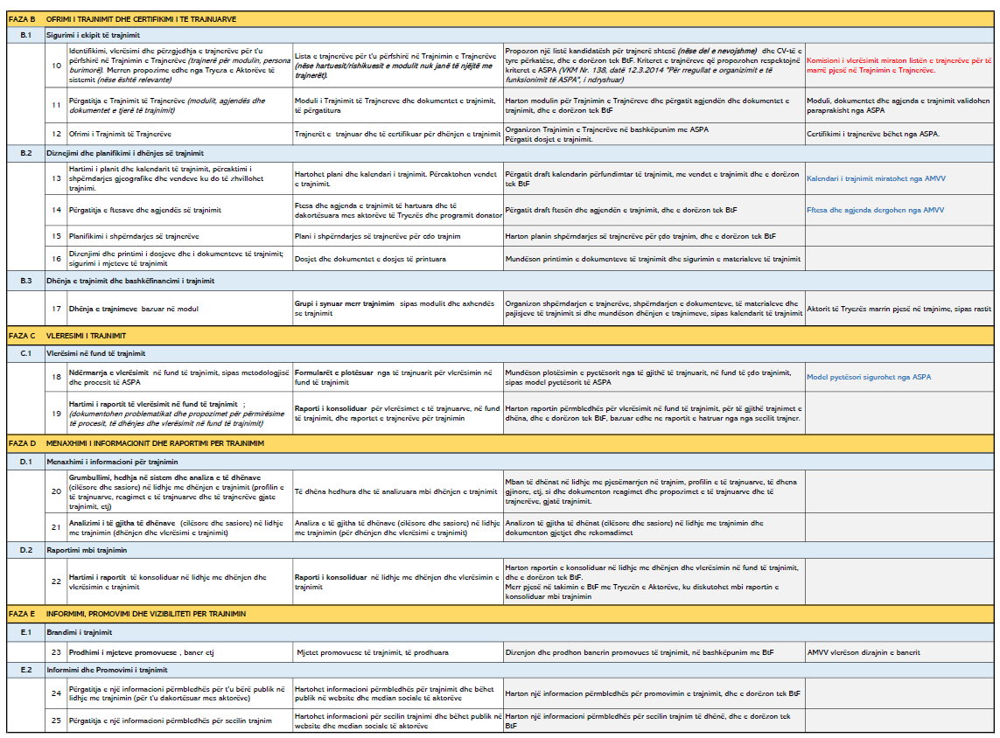 FAZA B OFRIMI I TRAJNIMIT DHE CERTIFIKIMI I TE TRAJNUARVE
B.1 Sigurimi i ekipit të trajnimit
10
Identifikimi, vlerësimi dhe përzgjedhja e trajnerëve për t'u
përfshirë në Trajnimin e Trajnerëve (trajnerë për modulin, persona
burimorë). Merren propozime edhe nga Tryeza e Aktorëve të
sistemit (nëse është relevante)
Lista e trajnerëve për t'u përfshirë në Trajnimin e Trajnerëve
(nëse hartuesit/rishikuesit e modulit nuk janë të njëjtë me
trajnerët).
Propozon një listë kandidatësh për trajnerë shtesë (nëse del e nevojshme) dhe CV-të e
tyre përkatëse, dhe e dorëzon tek BtF. Kriteret e trajnerëve që propozohen respektojnë
kriteret e ASPA (VKM Nr. 138, datë 12.3.2014 "Për rregullat e organizimit e të
funksionimit të ASPA", i ndryshuar)
Komisioni i vlerësimit miraton listën e trajnerëve për të
marrë pjesë në Trajnimin e Trajnerëve.
11
Përgatitja e Trajnimit të Trajnerëve (modulit, agjendës dhe
dokumentet e tjerë të trajnimit)
Moduli i Trajnimit të Trajnereve dhe dokumentet e trajnimit,
të përgatitura
Harton modulin për Trajnimin e Trajnëreve dhe përgatit agjendën dhe dokumentet e
trajnimit, dhe e dorëzon tek BtF
Moduli, dokumentet dhe agjenda e trajnimit validohen
paraprakisht nga ASPA
12
Ofrimi i Trajnimit të Trajnerëve
Trajnerët e trajnuar dhe të certifikuar për dhënjen e trajnimit
Organizon Trajnimin e Trajnerëve në bashkëpunim me ASPA
Përgatit dosjet e trajnimit.
Certifikimi i trajnerëve bëhet nga ASPA.
B.2 Diznejimi dhe planifikimi i dhënjes së trajnimit
13
Hartimi i planit dhe kalendarit të trajnimit, përcaktimi i
shpërndarjes gjeografike dhe vendeve ku do të zhvillohet
trajnimi.
Hartohet plani dhe kalendari i trajnimit. Përcaktohen vendet
e trajnimit.
Përgatit draft kalendarin përfundimtar të trajnimit, me vendet e trajnimit dhe e dorëzon
tek BtF
Kalendari i trajnimit miratohet nga AMVV
14
Përgatitja e ftesave dhe agjendës së trajnimit
Ftesa dhe agjenda e trajnimit të hartuara dhe të
dakortësuara mes aktorëve të Tryezës dhe programit donator
Përgatit draft ftesën dhe agjendën e trajnimit, dhe e dorëzon tek BtF
Fftesa dhe agjenda dergohen nga AMVV
15
Planifikimi i shpërndarjes së trajnerëve
Plani i shpërndarjes së trajnerëve për cdo trajnim
Harton planin shpërndarjes së trajnerëve për çdo trajnim, dhe e dorëzon tek BtF
16
Dizenjimi dhe printimi i dosjeve dhe i dokumenteve të trajnimit;
sigurimi i mjeteve të trajnimit
Dosjet dhe dokumentet e dosjes të printuara
Mundëson printimin e dokumenteve të trajnimit dhe sigurimin e materialeve të trajnimit
B.3 Dhënja e trajnimit dhe bashkëfinancimi i trajnimit
17
Dhënja e trajnimeve bazuar në modul
Grupi i synuar merr trajnimim sipas modulit dhe axhendës
se trajnimit
Organizon shpërndarjen e trajnerëve, shpërndarjen e dokumenteve, të materialeve dhe
pajisjeve të trajnimit si dhe mundëson dhënjen e trajnimeve, sipas kalendarit të trajnimit
Aktorit të Tryezës marrin pjesë në trajnime, sipas rastit
FAZA C VLERESIMI I TRAJNIMIT
C.1 Vlerësimi në fund të trajnimit
18
Ndërmarrja e vlerësimit në fund të trajnimit, sipas metodologjisë
dhe procesit të ASPA
Formularët e plotësuar nga të trajnuarit për vlerësimin në
fund të trajnimit
Mundëson plotësimin e pyetësorit nga të gjithë të trajnuarit, në fund të çdo trajnimit,
sipas model pyetësorit të ASPA
Model pyetësori sigurohet nga ASPA
19
Hartimi i raportit të vlerësimit në fund të trajnimit ;
(dokumentohen problematikat dhe propozimet për përmirësime
të procesit, të dhënjes dhe vlerësimit në fund të trajnimit)
Raporti i konsoliduar për vlerësimet e të trajnuarve, në fund
të trajnimit, dhe raportet e trajnerëve për trajnimin
Harton raportin përmbledhës për vlerësimit në fund të trajnimit, për të gjithë trajnimet e
dhëna, dhe e dorëzon tek BtF, bazuar edhe ne raportin e hatruar nga nga secilit trajner.
FAZA D MENAXHIMI I INFORMACIONIT DHE RAPORTIMI PER TRAJNIMIM
D.1 Menaxhimi i informacioni për trajnimin
20
Grumbullimi, hedhja në sistem dhe analiza e të dhënave
(cilësore dhe sasiore) në lidhje me dhënjen e trajnimit (profilin e
të trajnuarve, reagimet e të trajnuarve dhe të trajnerëve gjate
trajnimit, etj)
Të dhëna hedhura dhe të analizuara mbi dhënjen e trajnimit
Mban të dhënat në lidhje me pjesëmarrjen në trajnim, profilin e të trajnuarve, të dhena
gjinore, etj, si dhe dokumenton reagimet dhe propozimet e të trajnuarve dhe të
trajnerëve, gjatë trajnimit.
21
Analizimi i të gjitha të dhënave (cilësore dhe sasiore) në lidhje
me trajnimin (dhënjen dhe vlerësimi e trajnimit)
Analiza e të gjitha të dhënave (cilësore dhe sasiore) në lidhje
me trajnimin (për dhënjen dhe vlerësimi e trajnimit)
Analizon të gjitha të dhënat (cilësore dhe sasiore) në lidhje me trajnimin dhe
dokumenton gjetjet dhe rekomadimet
D.2 Raportimi mbi trajnimin
22
Hartimi i raportit të konsoliduar në lidhje me dhënjen dhe
vlerësimin e trajnimit
Raporti i konsoliduar në lidhje me dhënjen dhe vlerësimin e
trajnimit
Harton raportin e konsoliduar në lidhje me dhënjen dhe vlerësimin në fund të trajnimit,
dhe e dorëzon tek BtF.
Merr pjesë në takimin e BtF me Tryezën e Aktorëve, ku diskutohet mbi raportin e
konsoliduar mbi trajnimin
FAZA E INFORMIMI, PROMOVIMI DHE VIZIBILITETI PER TRAJNIMIN
E.1 Brandimi i trajnimit
23
Prodhimi i mjeteve promovuese , baner etj
Mjetet promovuese të trajnimit, të prodhuara
Dizenjon dhe prodhon banerin promovues të trajnimit, në bashkëpunim me BtF
AMVV vlerëson dizajnin e banerit
E.2 Informimi dhe Promovimi i trajnimit
24
Përgatitja e një informacioni përmbledhës për t'u bërë publik në
lidhje me trajnimin (për t'u dakortësuar mes aktorëve)
Hartohet informacioni përmbledhës për trajnimit dhe bëhet
publik në website dhe median sociale të aktorëve
Harton një informacion përmbledhës për promovimin e trajnimit, dhe e dorëzon tek BtF
25
Përgatitja e një informacioni përmbledhës për secilin trajnim
Hartohet informacioni për secilin trajnimi dhe bëhet publik në
website dhe median sociale të aktorëve
Harton një informacioni përmbledhës për secilin trajnim të dhënë, dhe e dorëzon tek
BtF